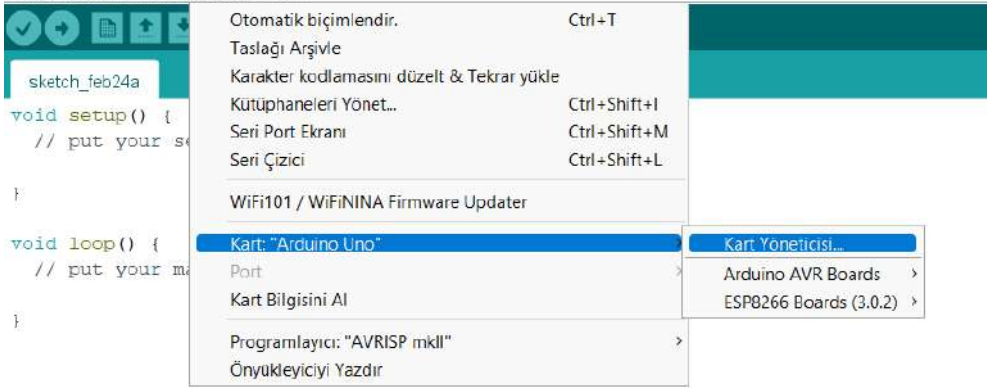 Otomatik biçimlendir. Ctrl+T
Taslağı Arşivle
Karakter kodlamasını düzelt & Tekrar yükle
Kütüphaneleri Yönet... Ctrl+Shift+I
Seri Port Ekranı Ctrl+Shift+M
Seri Çizici Ctrl+Shift+L
WiFi101 / WiFiNINA Firmware Updater
Kart: "Arduino Uno"
Port
Kart Bilgisini Al
Programlayıcı: "AVRISP mkII"
Önyükleyiciyi Yazdır
Kart Yöneticisi...
Arduino AVR Boards
ESP8266 Boards (3.0.2)
sketch_feb24a
void setup() {
// put your se
}
void loop() {
// put your ma
}